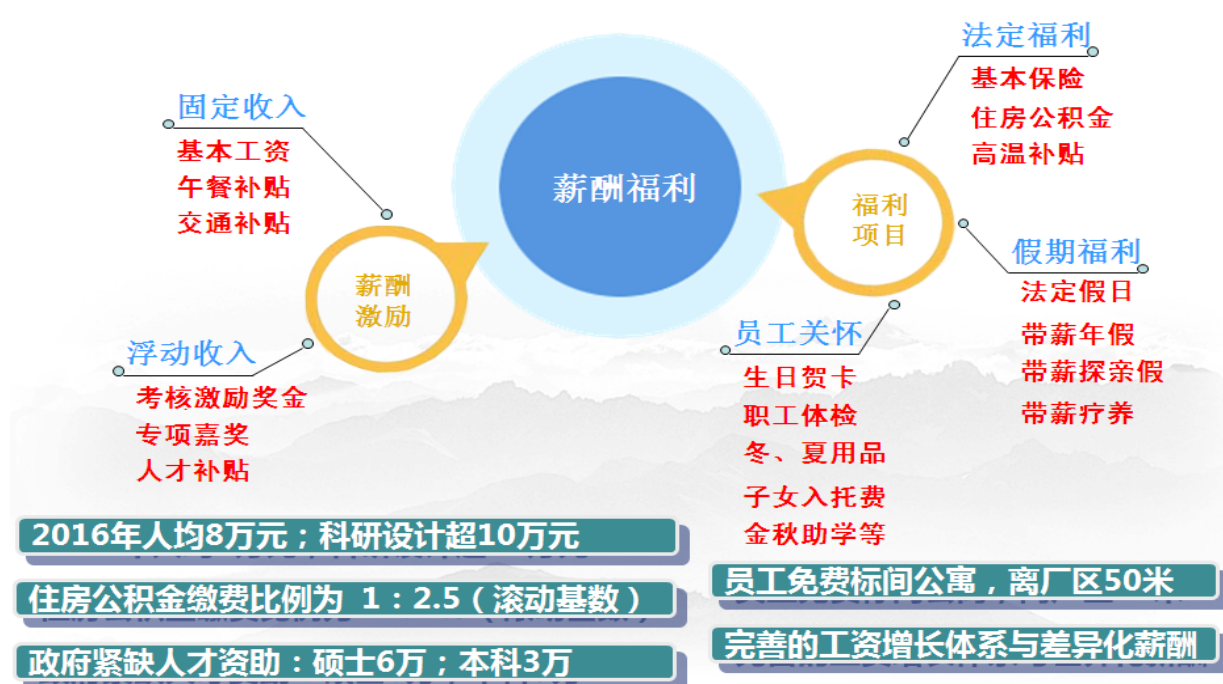 薪酬福利
薪酬
激励
固定收入
基本工资
午餐补贴
交通补贴
浮动收入
考核激励奖金
专项嘉奖
人才补贴
福利
项目
法定福利
基本保险
住房公积金
高温补贴
假期福利
法定假日
带薪年假
带薪探亲假
带薪疗养
员工关怀
生日贺卡
职工体检
冬、夏用品
子女入托费
金秋助学等
2016年人均8万元；科研设计超10万元
住房公积金缴费比例为 1：2.5（滚动基数）
政府紧缺人才资助：硕士6万；本科3万
员工免费标间公寓，离厂区50米
完善的工资增长体系与差异化薪酬